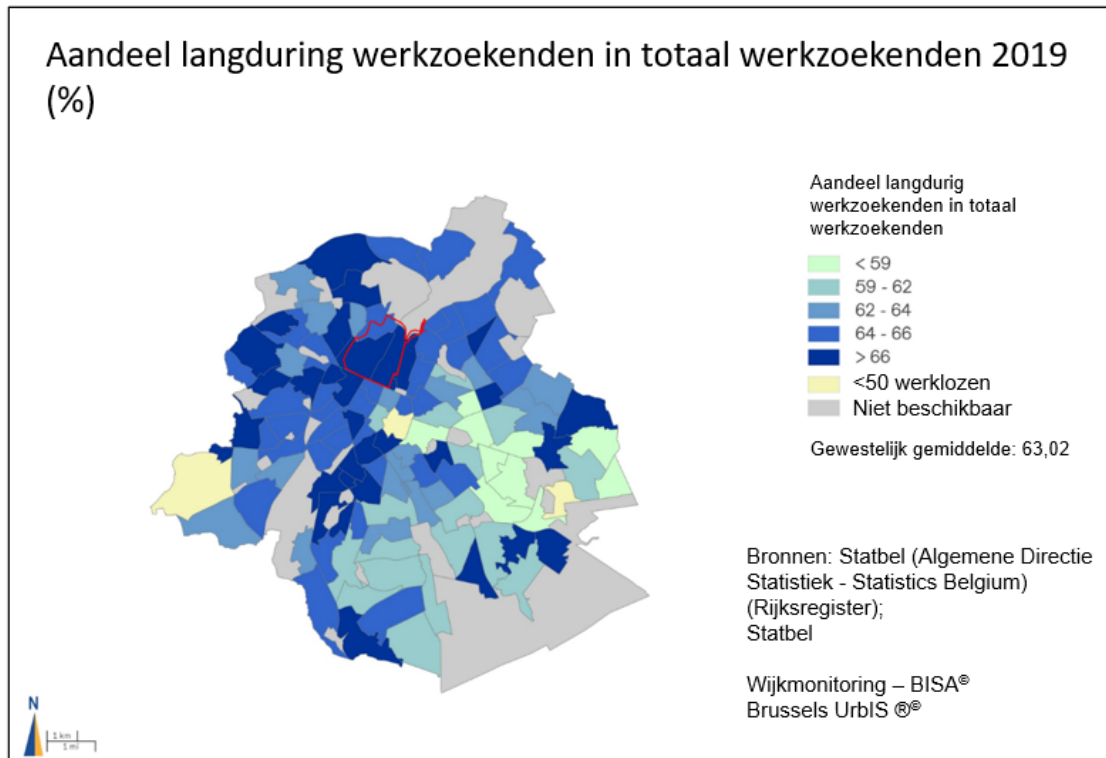 Aandeel langduring werkzoekenden in totaal werkzoekenden 2019
(%)
Aandeel langdurig
werkzoekenden in totaal
werkzoekenden
< 59
59 - 62
62 - 64
64 - 66
> 66
<50 werklozen
Niet beschikbaar
Gewestelijk gemiddelde: 63,02
Bronnen: Statbel (Algemene Directie
Statistiek - Statistics Belgium)
(Rijksregister);
Statbel
Wijkmonitoring – BISA©
Brussels UrbIS ®©
N
1 km
1 mi